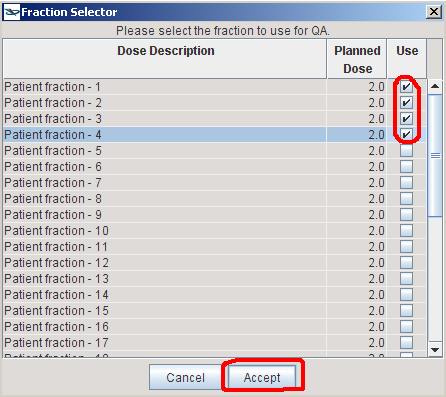 Fraction Selector
Please select the fraction to use for QA.
Dose Description Planned Dose Use
Patient fraction - 1 2.0
Patient fraction - 2 2.0
Patient fraction - 3 2.0
Patient fraction - 4 2.0
Patient fraction - 5 2.0
Patient fraction - 6 2.0
Patient fraction - 7 2.0
Patient fraction - 8 2.0
Patient fraction - 9 2.0
Patient fraction - 10 2.0
Patient fraction - 11 2.0
Patient fraction - 12 2.0
Patient fraction - 13 2.0
Patient fraction - 14 2.0
Patient fraction - 15 2.0
Patient fraction - 16 2.0
Patient fraction - 17 2.0
Cancel Accept